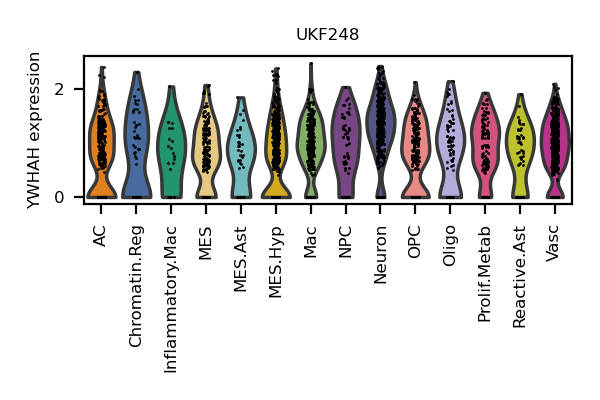 UKF248
YWHAH expression
2
0
AC
Chromatin.Reg
Inflammatory.Mac
MES
MES.Ast
MES.Hyp
Mac
NPC
Neuron
OPC
Oligo
Prolif.Metab
Reactive.Ast
Vasc